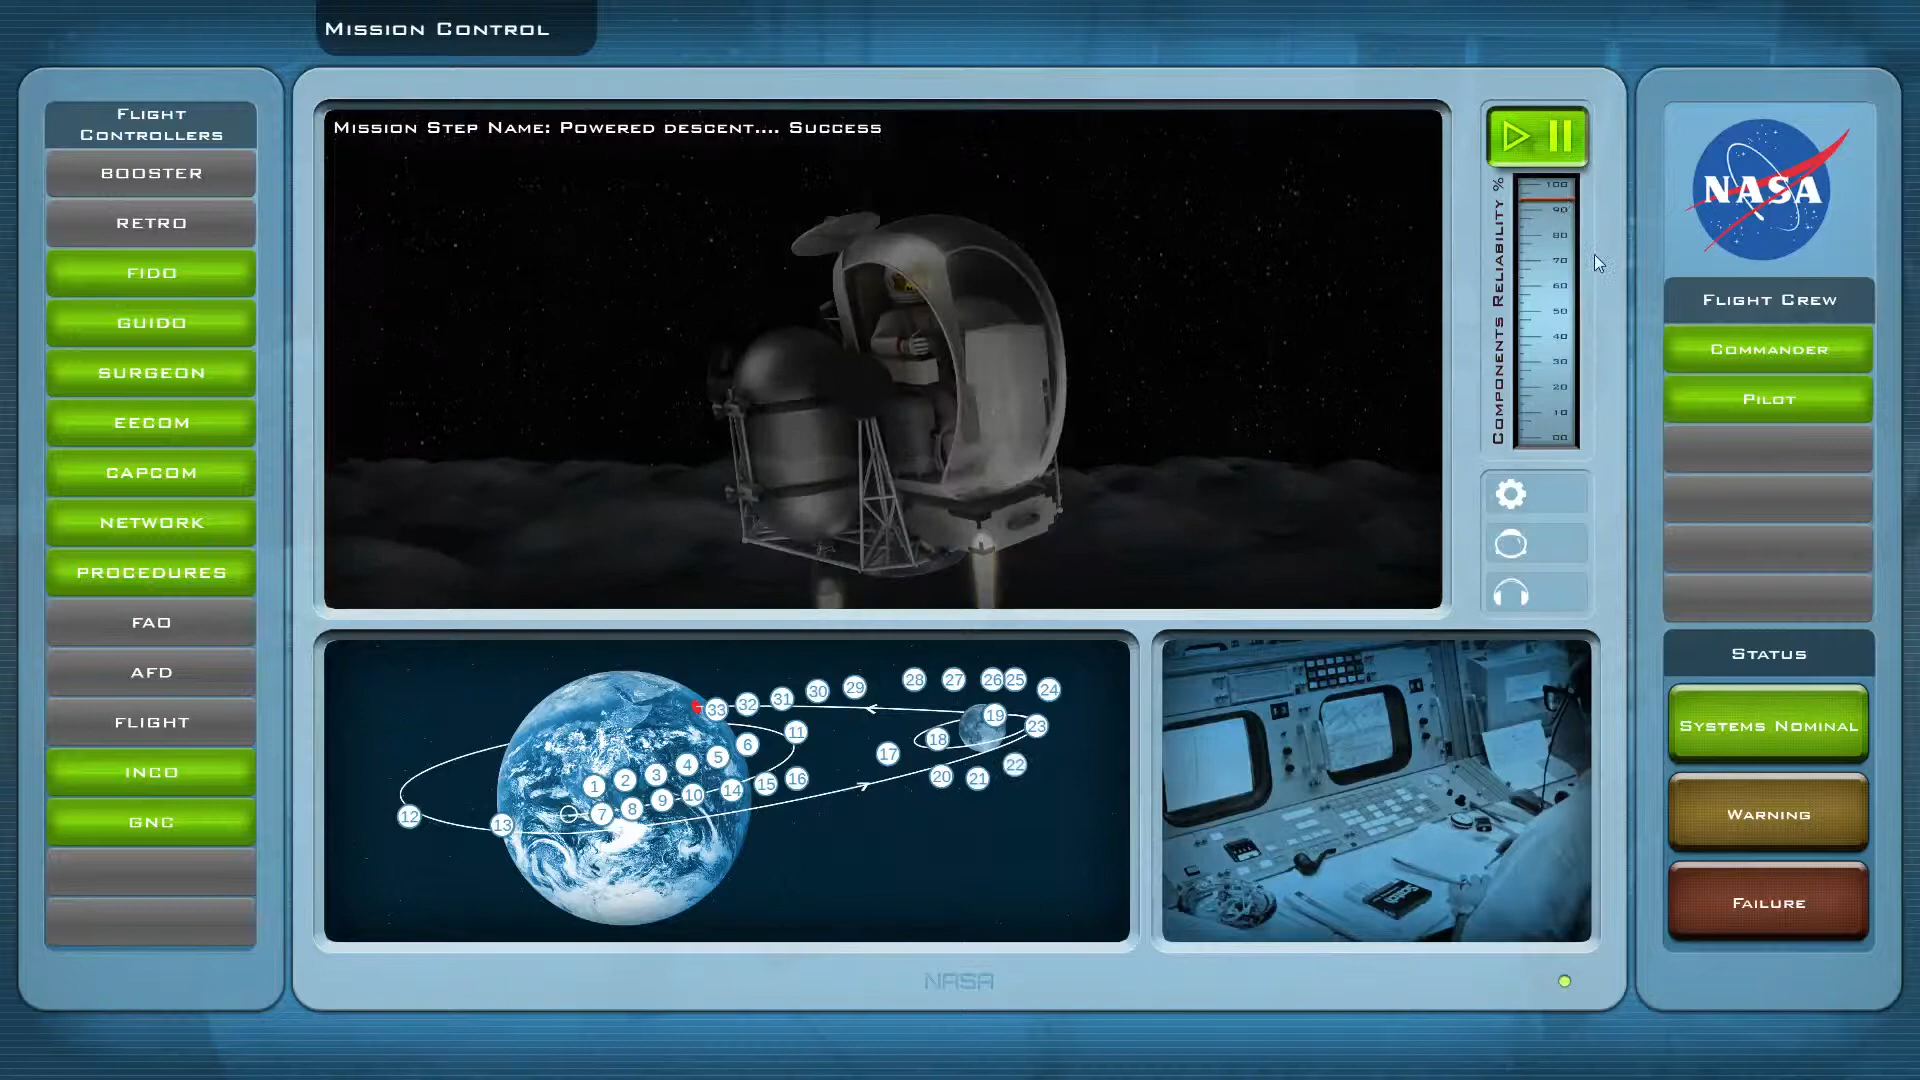 Mission Control
Flight
Controllers
BOOSTER
RETRO
FIDO
GUIDO
SURGEON
EECOM
CAPCOM
NETWORK
PROCEDURES
FAO
AFD
FLIGHT
INCO
GNC
Mission Step Name: Powered descent.... Success
Components Reliability %
100
90
80
70
60
50
40
30
20
10
00
NASA
Flight Crew
Commander
Pilot
Status
Systems Nominal
Warning
Failure
28
27
26
25
24
29
30
31
32
33
19
23
18
11
6
17
5
4
3
2
1
22
20
21
16
15
14
10
9
8
7
12
13
NASA